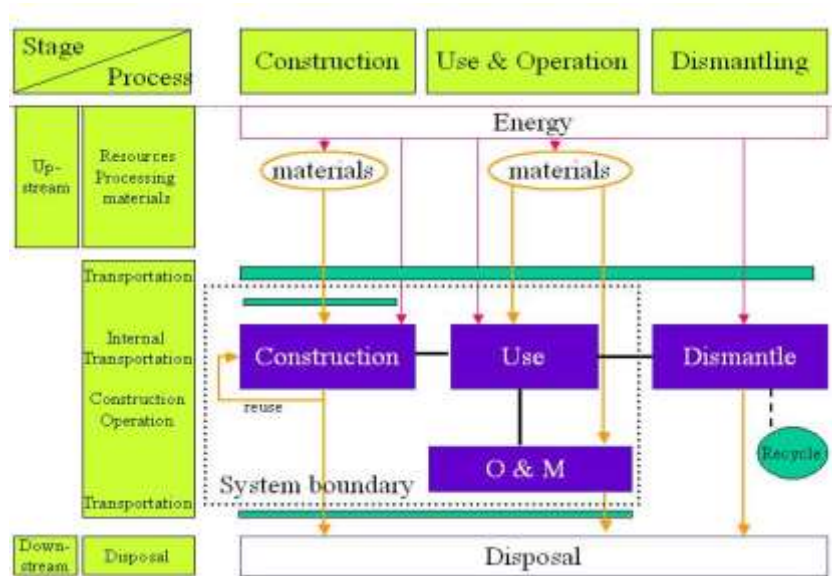 Stage
Process
Construction
Use & Operation
Dismantling
Energy
Up-
stream
Resources
Processing
materials
materials
materials
Transportation
Internal
Transportation
Construction
Operation
Transportation
Construction
Use
Dismantle
reuse
O & M
Recycle
System boundary
Down-
stream
Disposal
Disposal